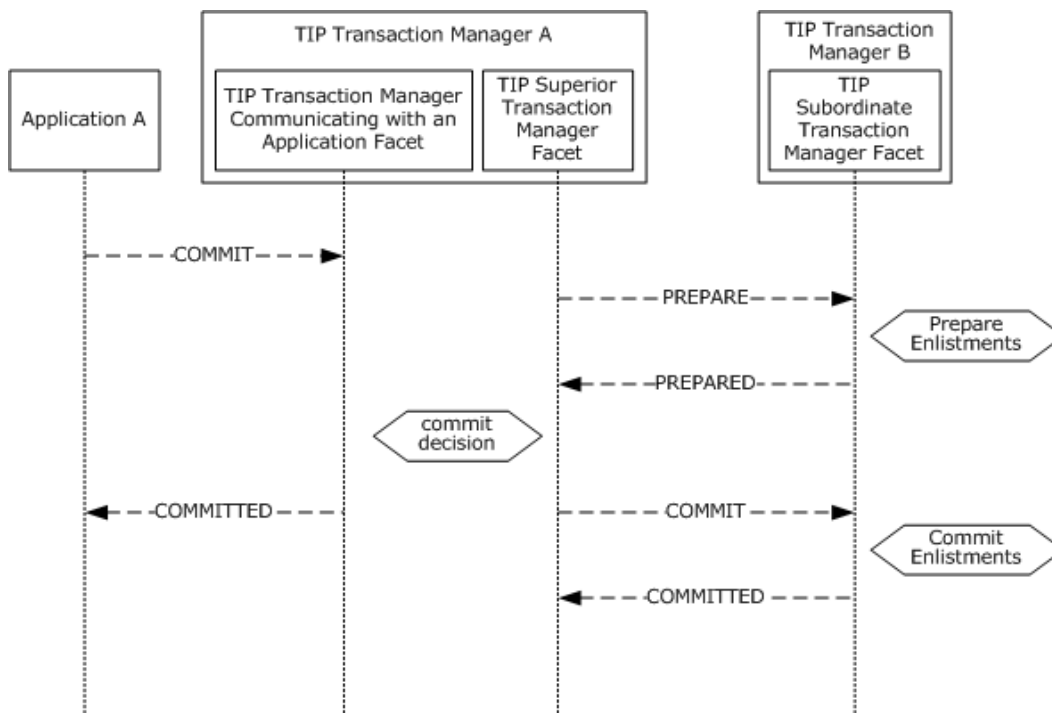 TIP Transaction Manager A
TIP Transaction
Manager B
Application A
TIP Transaction Manager
Communicating with an
Application Facet
TIP Superior
Transaction
Manager
Facet
TIP
Subordinate
Transaction
Manager Facet
COMMIT
PREPARE
Prepare
Enlistments
PREPARED
commit
decision
COMMITTED
COMMIT
Commit
Enlistments
COMMITTED